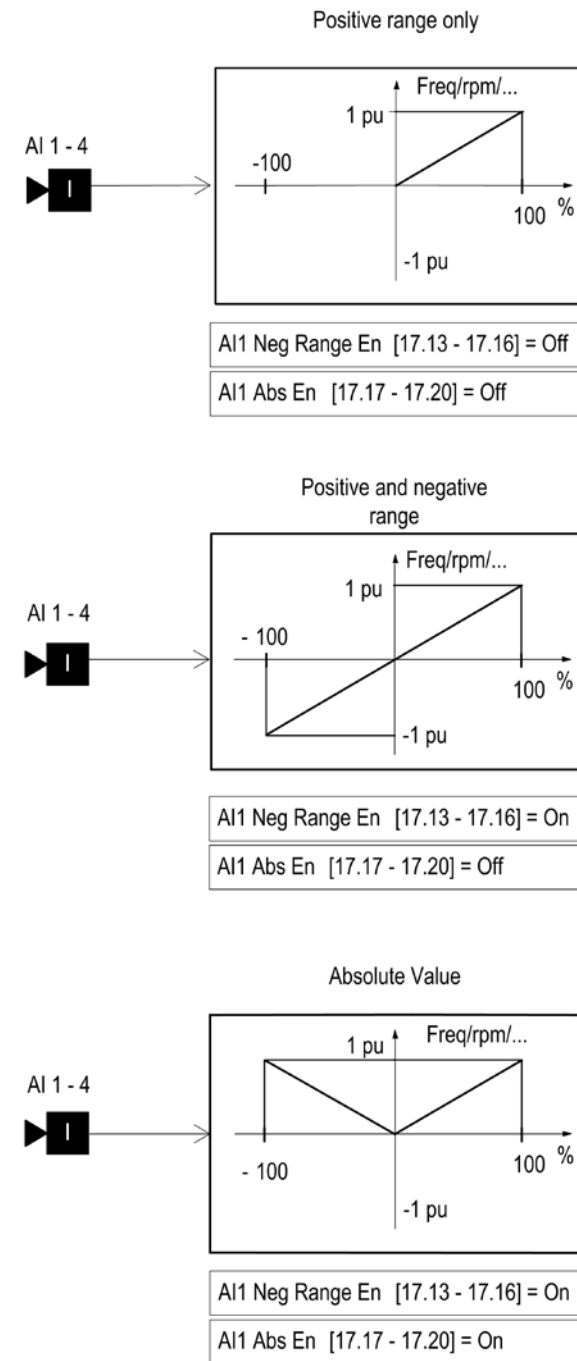 Positive range only
Freq/rpm/...
1 pu
AI 1 - 4
-100
I
100 %
-1 pu
AI1 Neg Range En [17.13 - 17.16] = Off
AI1 Abs En [17.17 - 17.20] = Off
Positive and negative
range
Freq/rpm/...
1 pu
AI 1 - 4
- 100
I
100 %
-1 pu
AI1 Neg Range En [17.13 - 17.16] = On
AI1 Abs En [17.17 - 17.20] = Off
Absolute Value
Freq/rpm/...
1 pu
AI 1 - 4
I
- 100
100 %
-1 pu
AI1 Neg Range En [17.13 - 17.16] = On
AI1 Abs En [17.17 - 17.20] = On